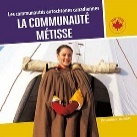 Les communautés autochtones canadiennes
LA COMMUNAUTÉ
MÉTISSE